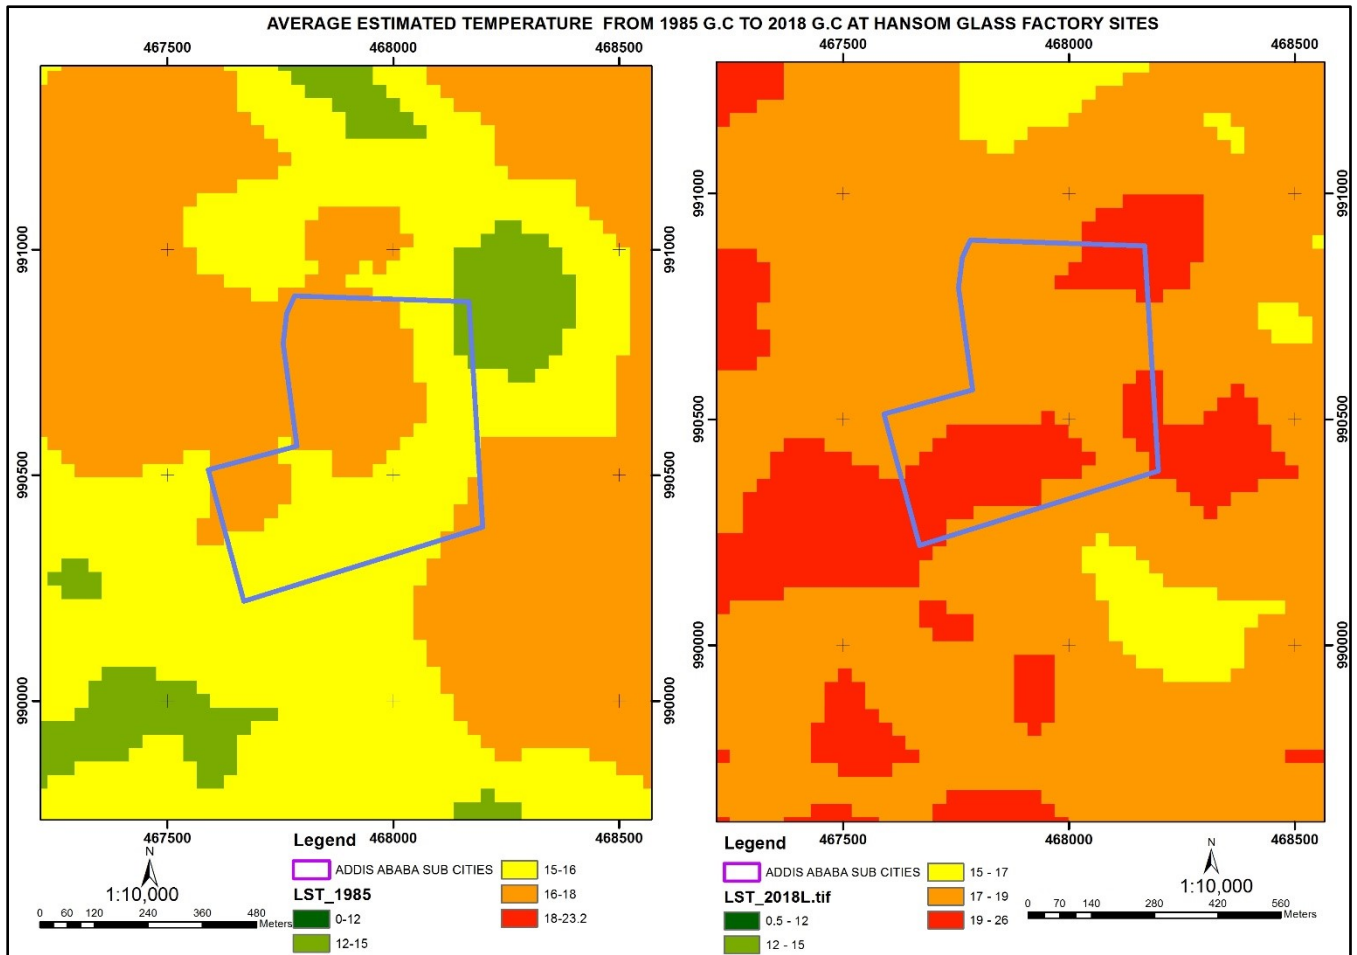 AVERAGE ESTIMATED TEMPERATURE FROM 1985 G.C TO 2018 G.C AT HANSOM GLASS FACTORY SITES
467500 468000 468500
991000 991000
990500 990500
990000 990000
467500 468000 468500
Legend
ADDIS ABABA SUB CITIES
LST_1985
0-12
12-15
15-16
16-18
18-23.2
N
1:10,000
0 60 120 240 360 480
Meters
467500 468000 468500
991000 991000
990500 990500
990000 990000
467500 468000 468500
Legend
ADDIS ABABA SUB CITIES
LST_2018L.tif
0.5 - 12
12 - 15
15 - 17
17 - 19
19 - 26
N
1:10,000
0 70 140 280 420 560
Meters